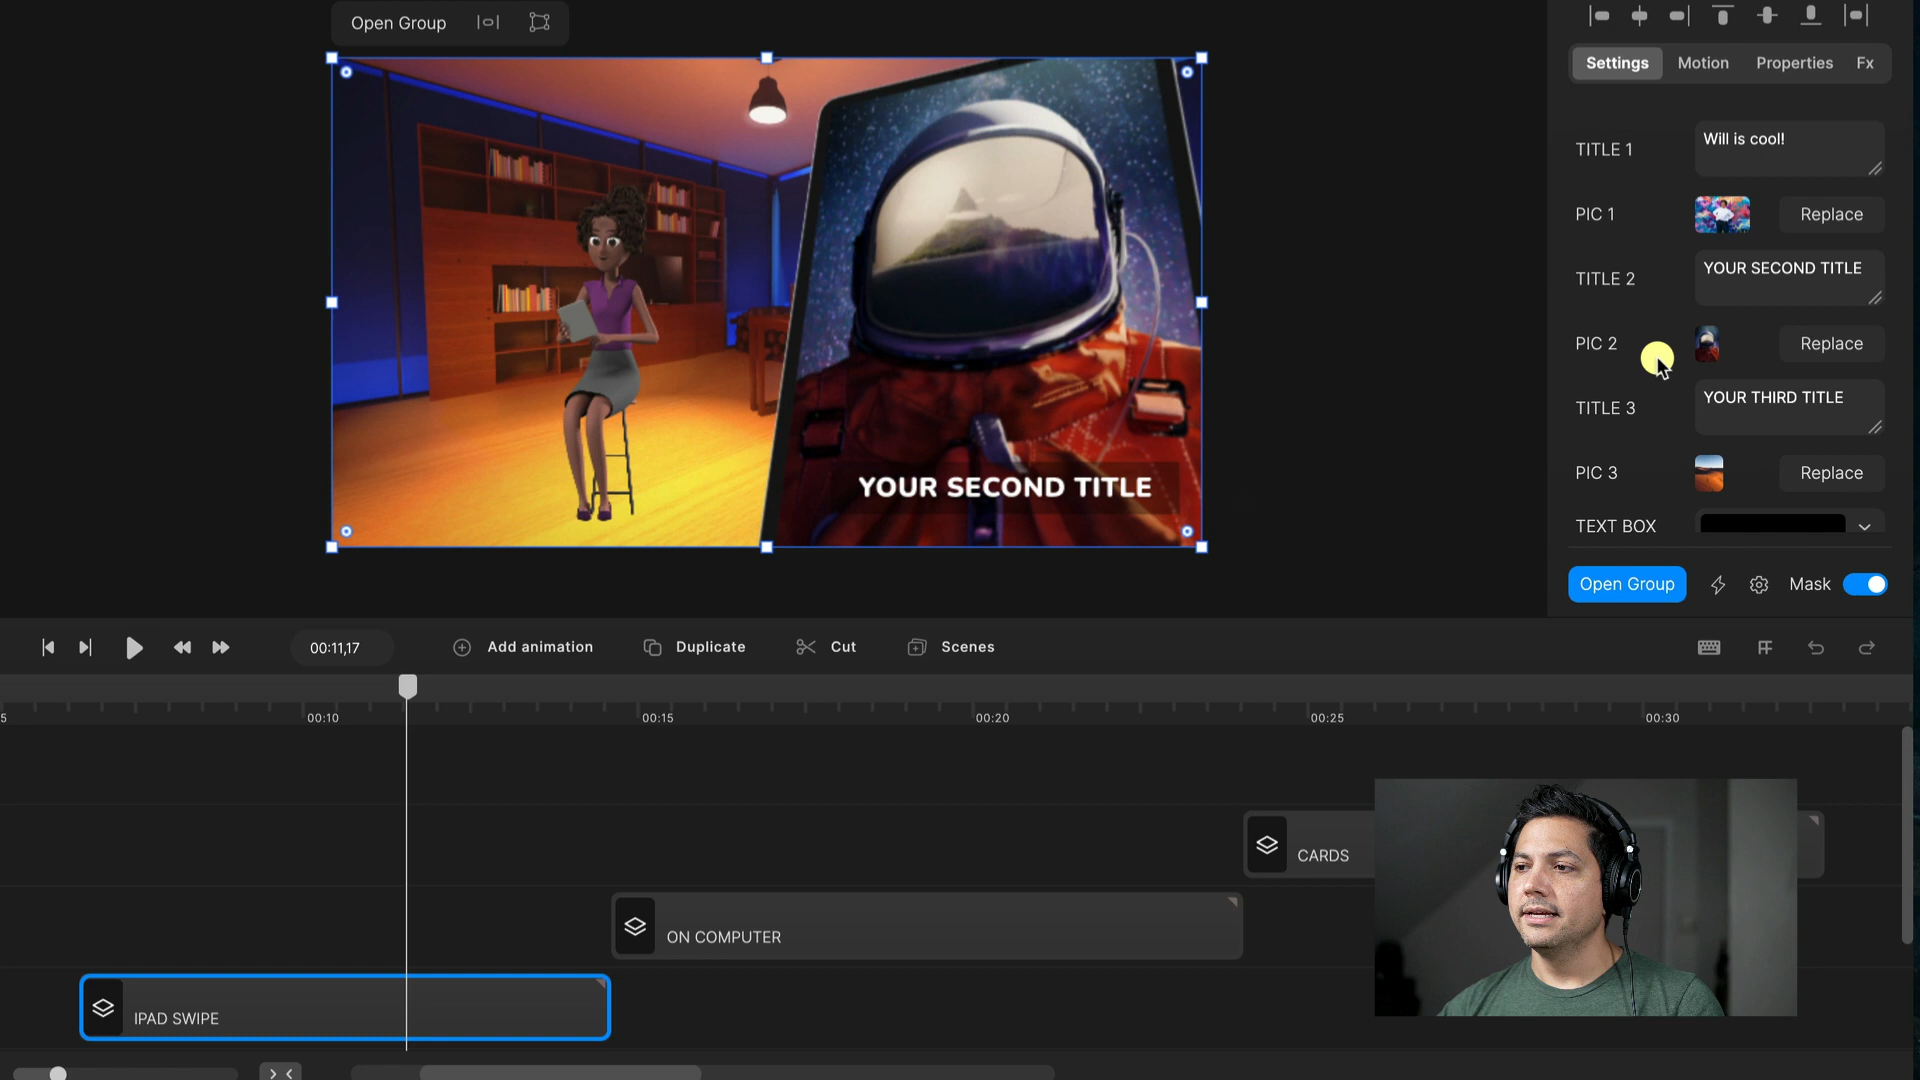 Open Group
Settings Motion Properties Fx
TITLE 1 Will is cool!
PIC 1 Replace
TITLE 2 YOUR SECOND TITLE
PIC 2 Replace
TITLE 3 YOUR THIRD TITLE
PIC 3 Replace
TEXT BOX
Open Group Mask
YOUR SECOND TITLE
00:11,17 Add animation Duplicate Cut Scenes
5 00:10 00:15 00:20 00:25 00:30
CARDS
ON COMPUTER
IPAD SWIPE